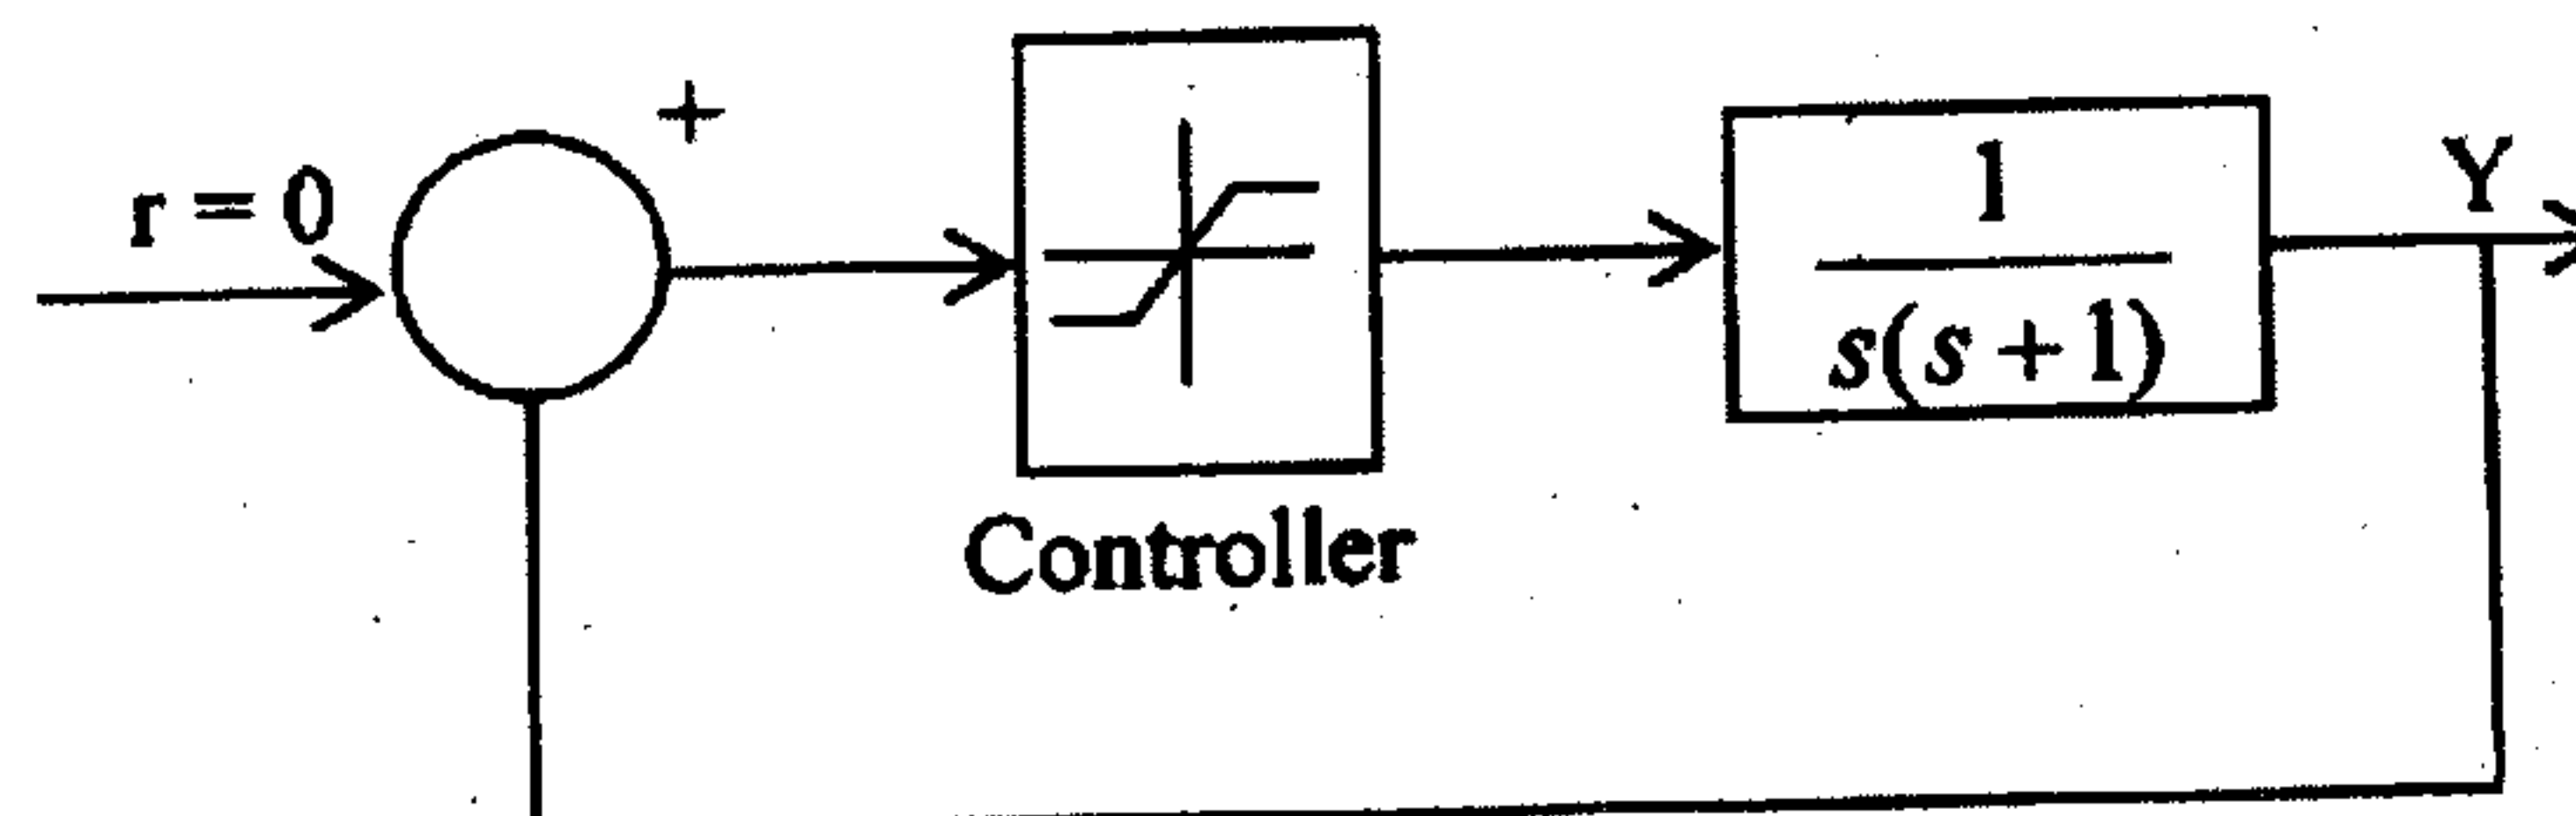 +
r = 0
1
s(s + 1)
Y
Controller